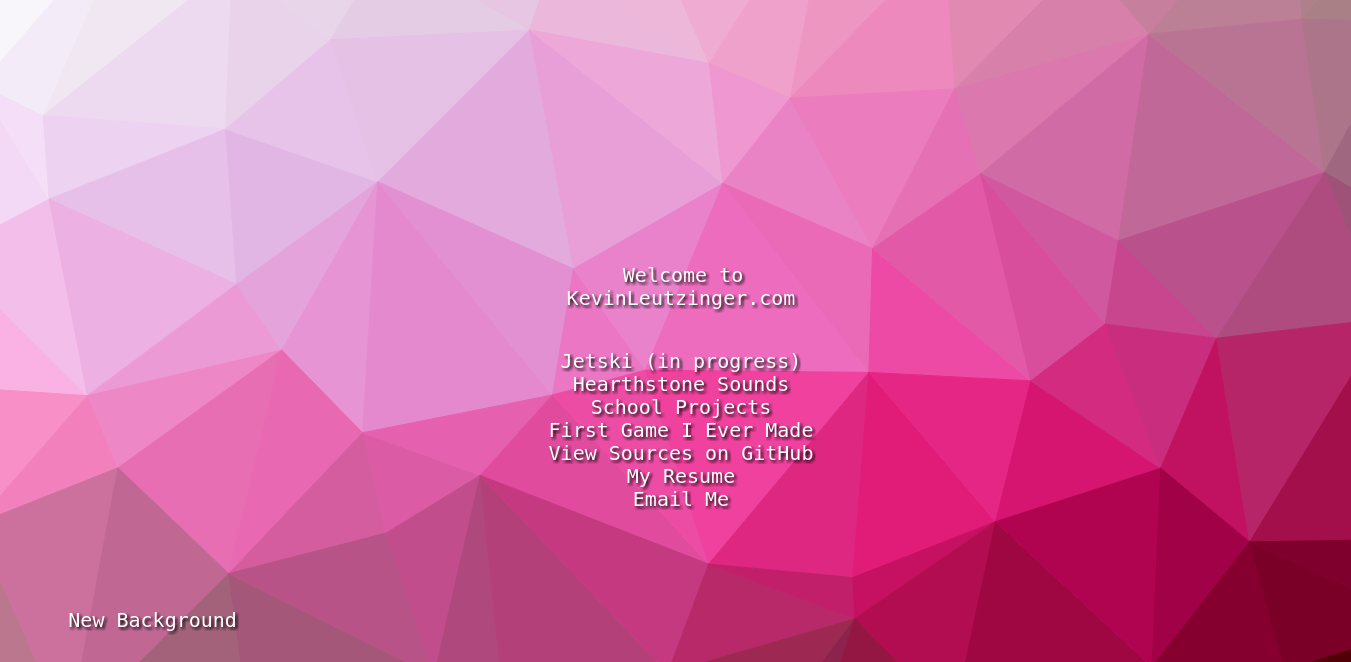 Welcome to
KevinLeutzinger.com
Jetski (in progress)
Hearthstone Sounds
School Projects
First Game I Ever Made
View Sources on GitHub
My Resume
Email Me
New Background